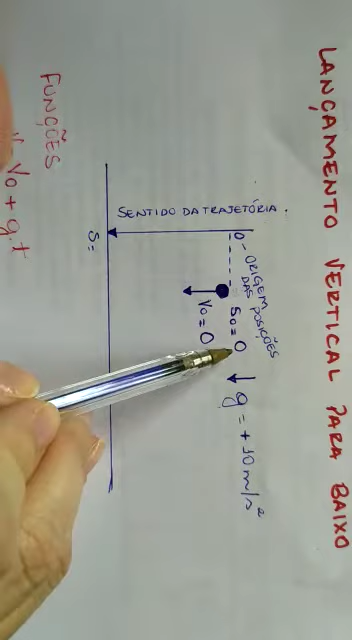 LANÇAMENTO VERTICAL PARA BAIXO
0 - ORIGEM
DAS POSIÇÕES
S₀ = 0
g = + 10 m/s²
V₀ = 0
SENTIDO DA TRAJETÓRIA.
S =
FUNÇÕES
V₀ + g.t